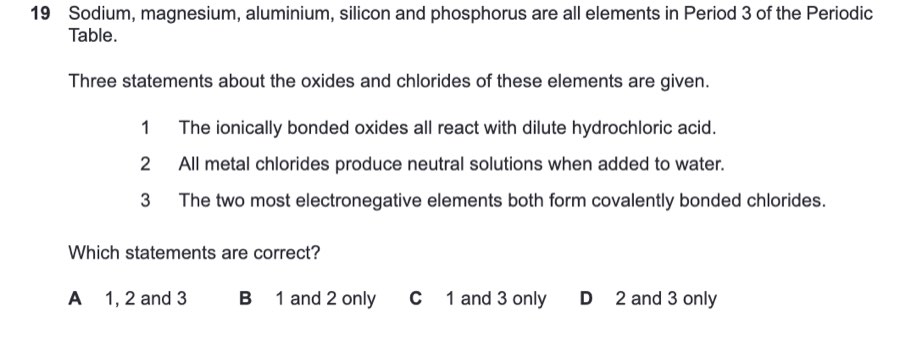 19 Sodium, magnesium, aluminium, silicon and phosphorus are all elements in Period 3 of the Periodic
Table.
Three statements about the oxides and chlorides of these elements are given.
1 The ionically bonded oxides all react with dilute hydrochloric acid.
2 All metal chlorides produce neutral solutions when added to water.
3 The two most electronegative elements both form covalently bonded chlorides.
Which statements are correct?
A 1, 2 and 3 B 1 and 2 only C 1 and 3 only D 2 and 3 only